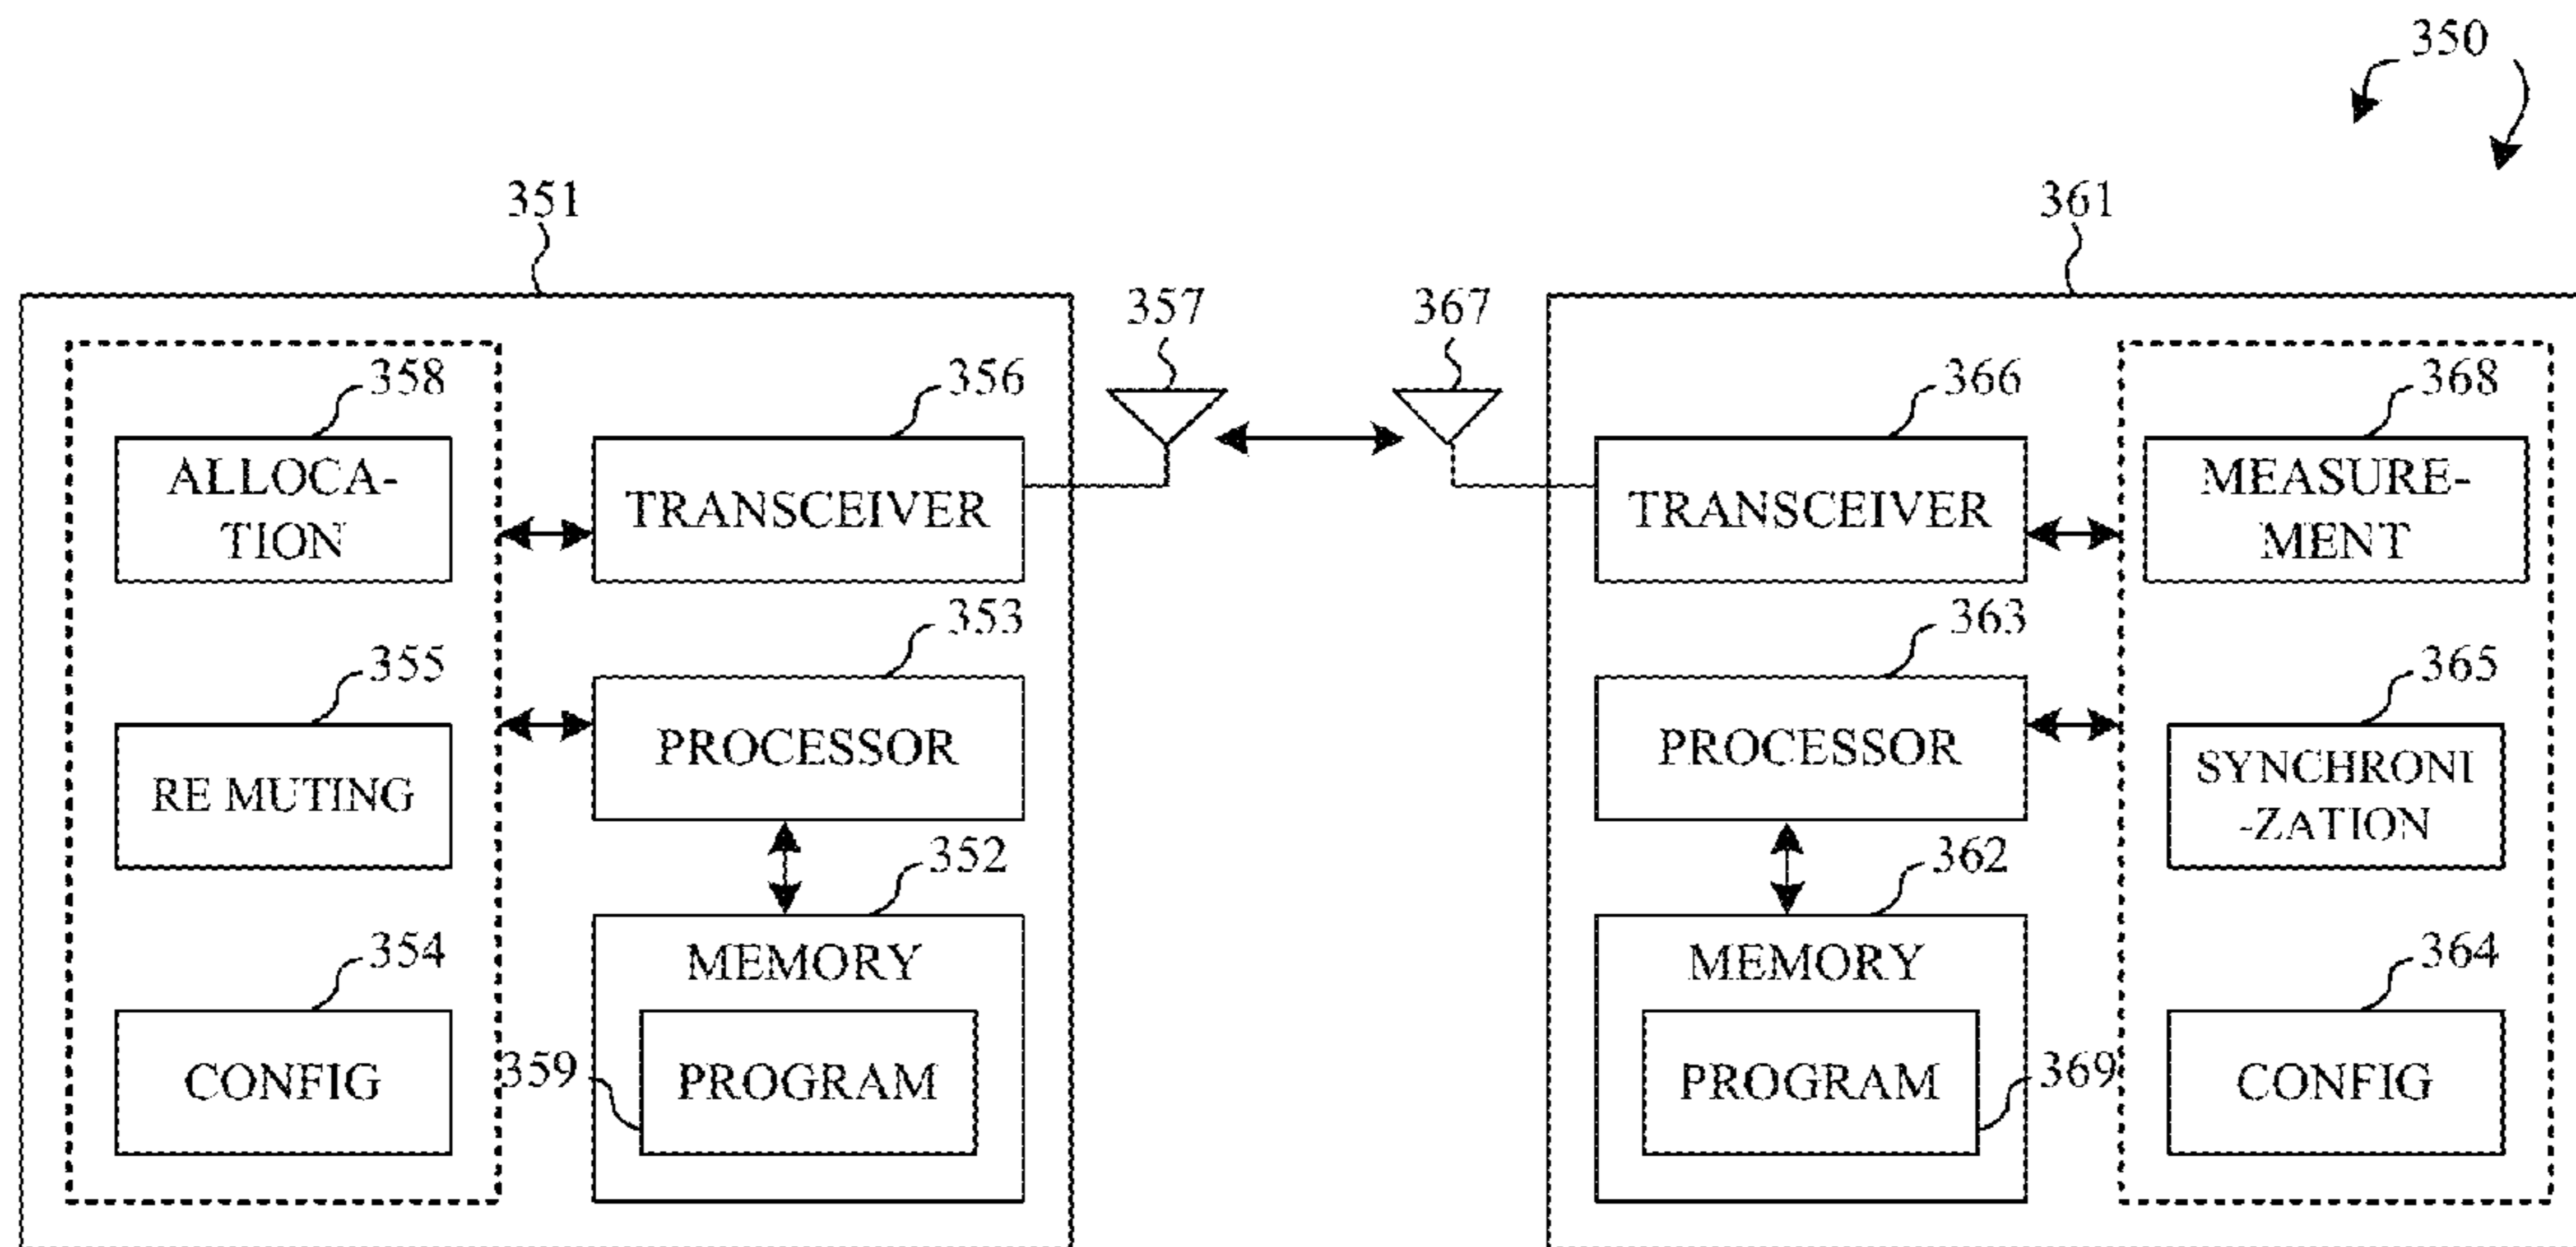 350
351
361
357
367
358
356
366
368
ALLOCA-
TION
TRANSCEIVER
TRANSCEIVER
MEASURE-
MENT
355
353
363
365
RE MUTING
PROCESSOR
PROCESSOR
SYNCHRONI
-ZATION
354
352
362
364
CONFIG
MEMORY
359
PROGRAM
MEMORY
PROGRAM
369
CONFIG